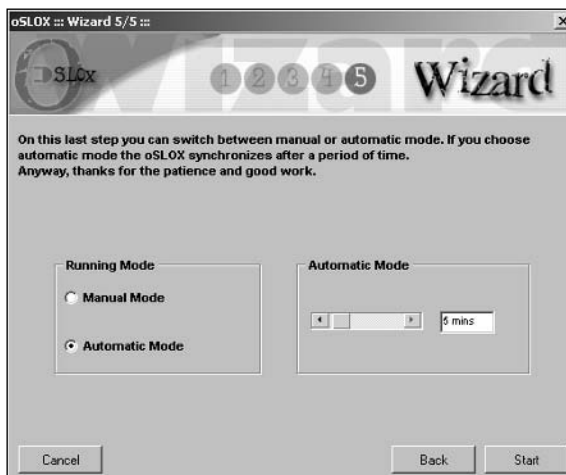 oSLOX ::: Wizard 5/5 :::
oSLOX
1 2 3 4 5
Wizard
On this last step you can switch between manual or automatic mode. If you choose
automatic mode the oSLOX synchronizes after a period of time.
Anyway, thanks for the patience and good work.
Running Mode
Manual Mode
Automatic Mode
Automatic Mode
5 mins
Cancel
Back
Start